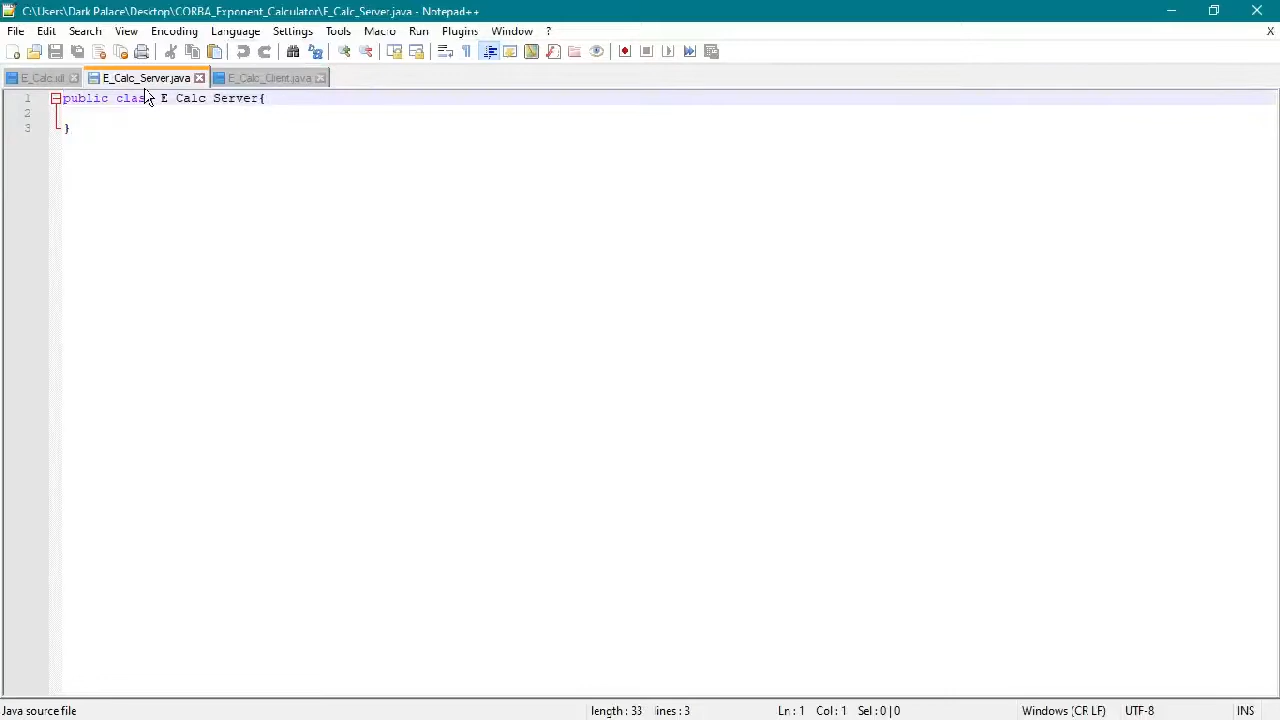 C:\Users\Dark Palace\Desktop\CORBA_Exponent_Calculator\E_Calc_Server.java - Notepad++
File Edit Search View Encoding Language Settings Tools Macro Run Plugins Window ? X
E_Calc.idl E_Calc_Server.java E_Calc_Client.java
1 public class E_Calc_Server{
2
3 }
Java source file length : 33 lines : 3 Ln : 1 Col : 1 Sel : 0 | 0 Windows (CR LF) UTF-8 INS